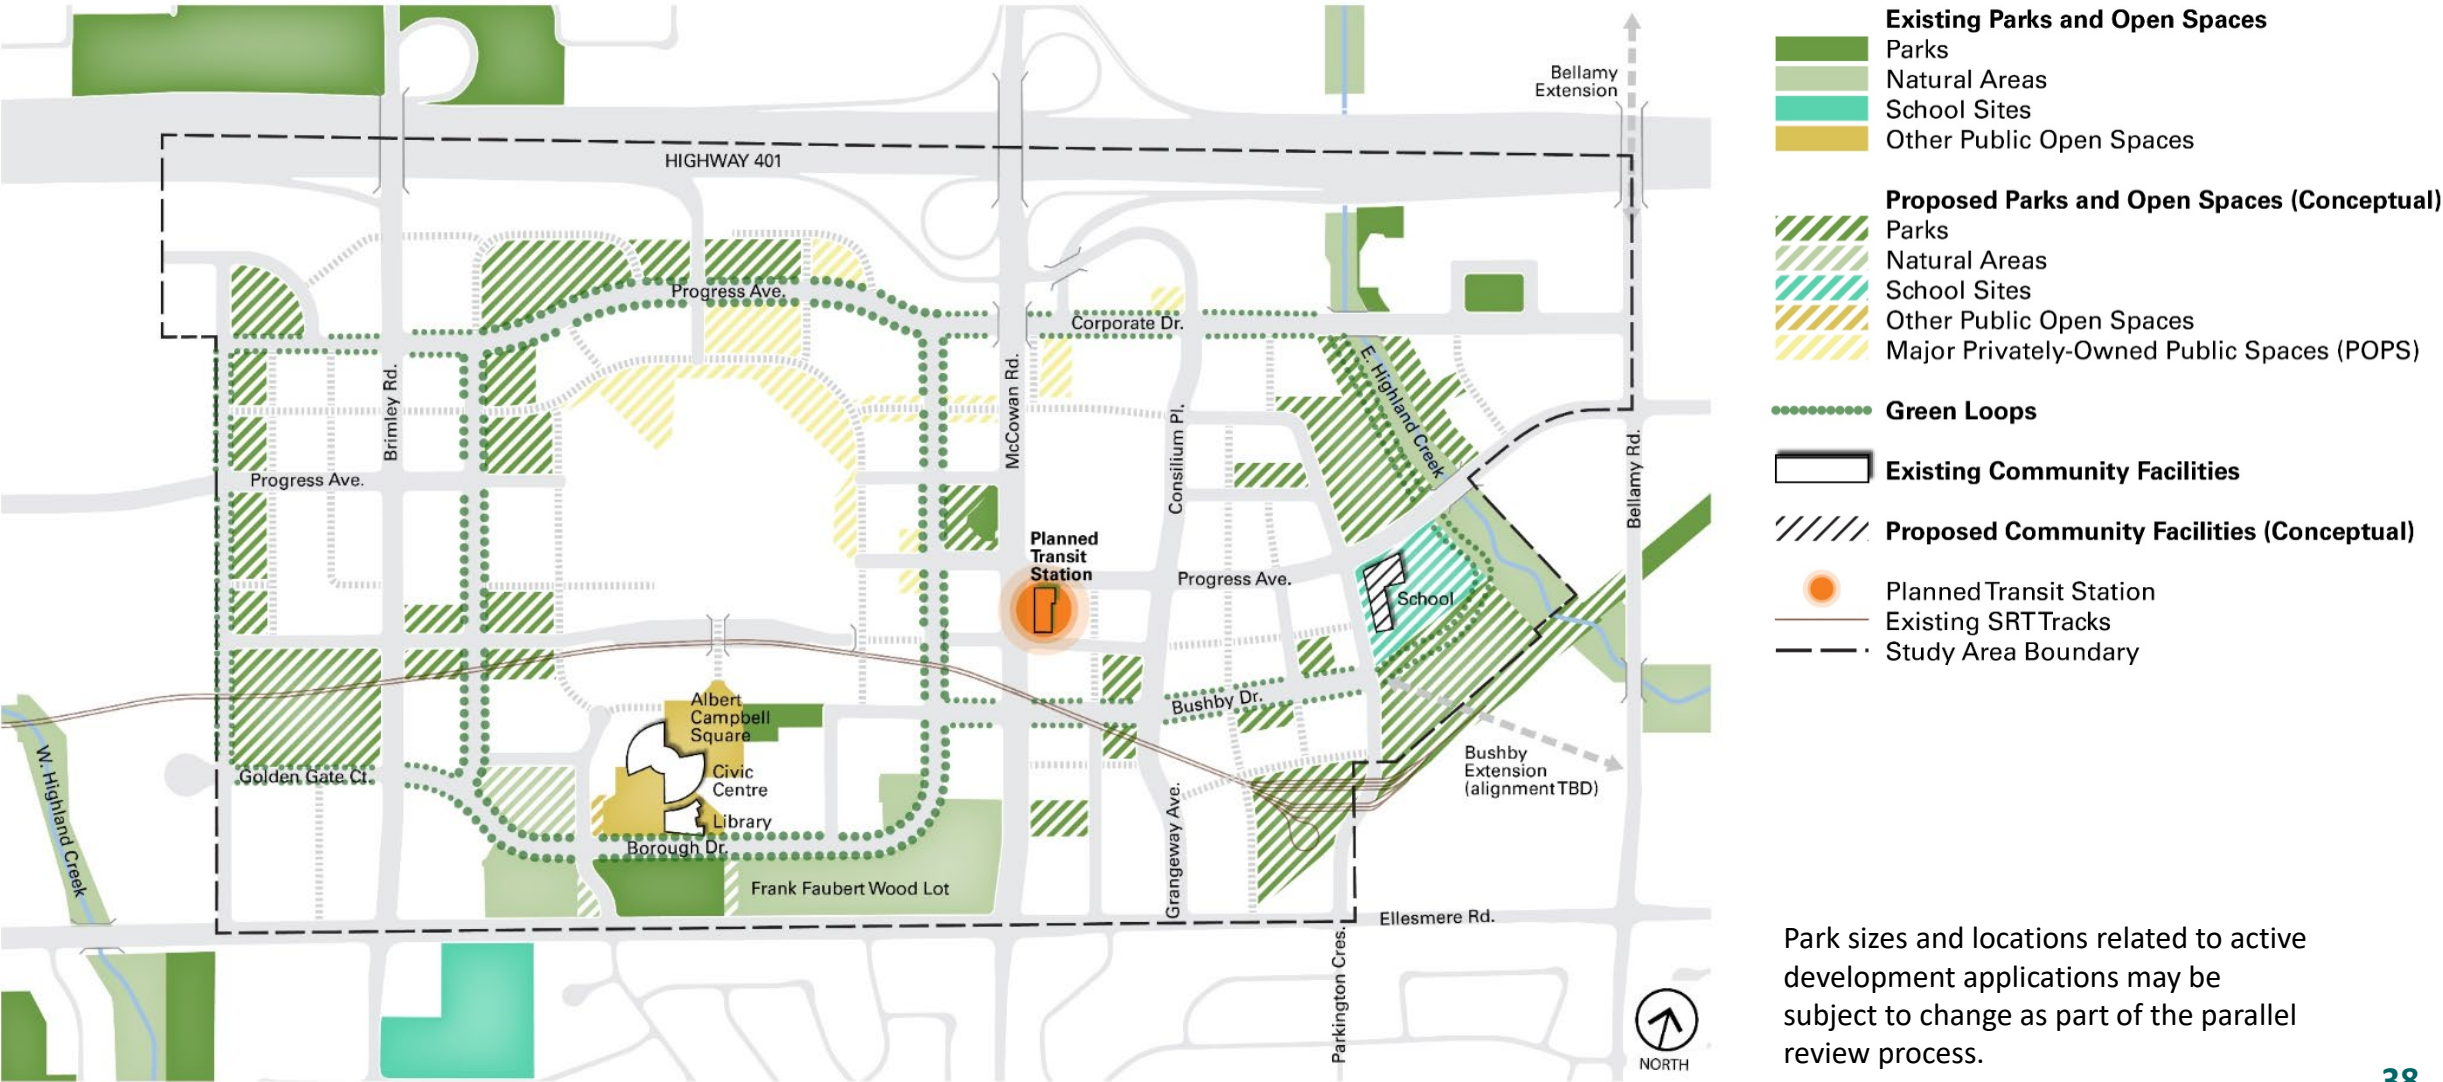 Existing Parks and Open Spaces
Parks
Natural Areas
School Sites
Other Public Open Spaces
Proposed Parks and Open Spaces (Conceptual)
Parks
Natural Areas
School Sites
Other Public Open Spaces
Major Privately-Owned Public Spaces (POPS)
Green Loops
Existing Community Facilities
Proposed Community Facilities (Conceptual)
Planned Transit Station
Existing SRT Tracks
Study Area Boundary
Bellamy
Extension
HIGHWAY 401
Progress Ave.
Corporate Dr.
E. Highland Creek
Brimley Rd.
McCowan Rd.
Consilium Pl.
Bellamy Rd.
Progress Ave.
Planned
Transit
Station
Progress Ave.
School
Albert
Campbell
Square
Bushby Dr.
W. Highland Creek
Golden Gate Ct.
Civic
Centre
Library
Bushby
Extension
(alignment TBD)
Grangeway Ave.
Borough Dr.
Frank Faubert Wood Lot
Ellesmere Rd.
Parkington Cres.
NORTH
Park sizes and locations related to active
development applications may be
subject to change as part of the parallel
review process.
38